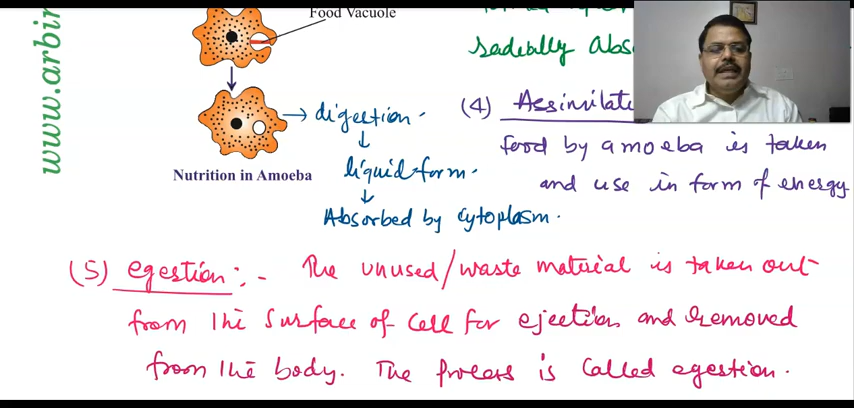 www.arbin
Food Vacuole
Nutrition in Amoeba
→ digestion.
↓
liquid form.
↓
Absorbed by cytoplasm.
readbily Abs
(4) Assimilate
food by amoeba is taken
and use in form of energy
(5) egestion :- The unused/waste material is taken out
from the surface of cell for ejection and removed
from the body. The process is called egestion.